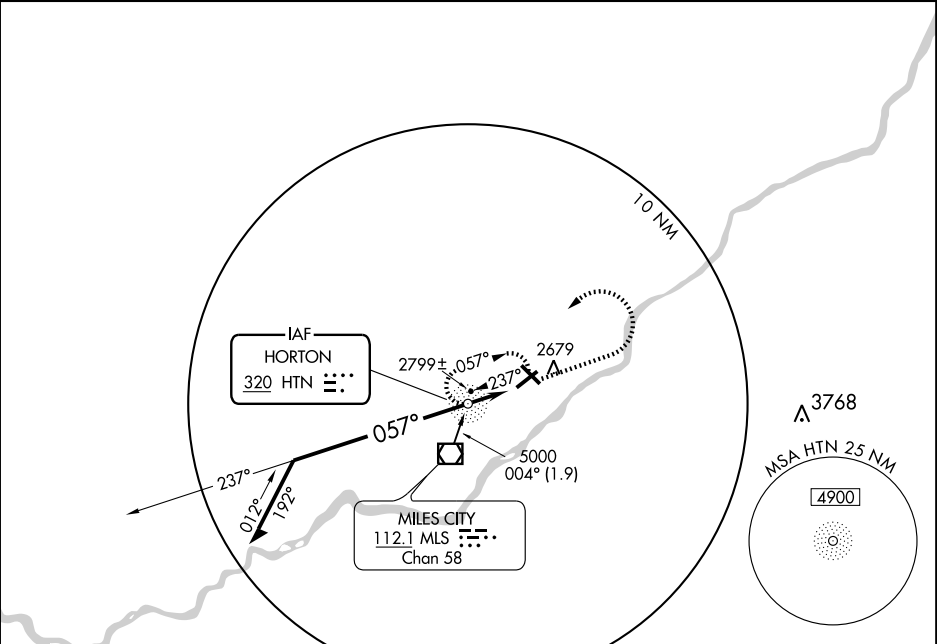 10 NM
IAF
HORTON
320 HTN
2799±
057°
2679
237°
057°
237°
012°
192°
5000
004° (1.9)
MILES CITY
112.1 MLS
Chan 58
3768
MSA HTN 25 NM
4900